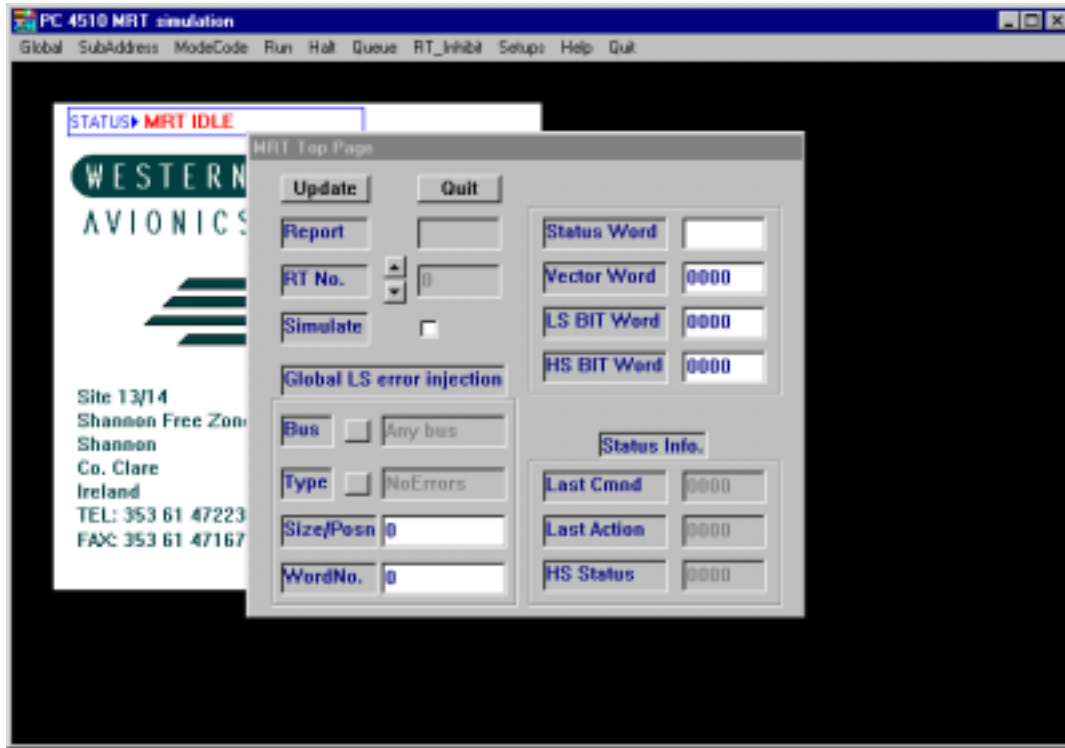 PC 4510 MRT simulation
Global SubAddress ModeCode Run Halt Queue RT_Inhibit Setups Help Quit
STATUS MRT IDLE
WESTERN
AVIONICS
Site 13/14
Shannon Free Zon
Shannon
Co. Clare
Ireland
TEL: 353 61 47223
FAX: 353 61 47167
MRT Top Page
Update Quit
Report
RT No. 0
Simulate
Global LS error injection
Bus Any bus
Type NoErrors
Size/Posn 0
WordNo. 0
Status Word
Vector Word 0000
LS BIT Word 0000
HS BIT Word 0000
Status Info.
Last Cmnd 0000
Last Action 0000
HS Status 0000